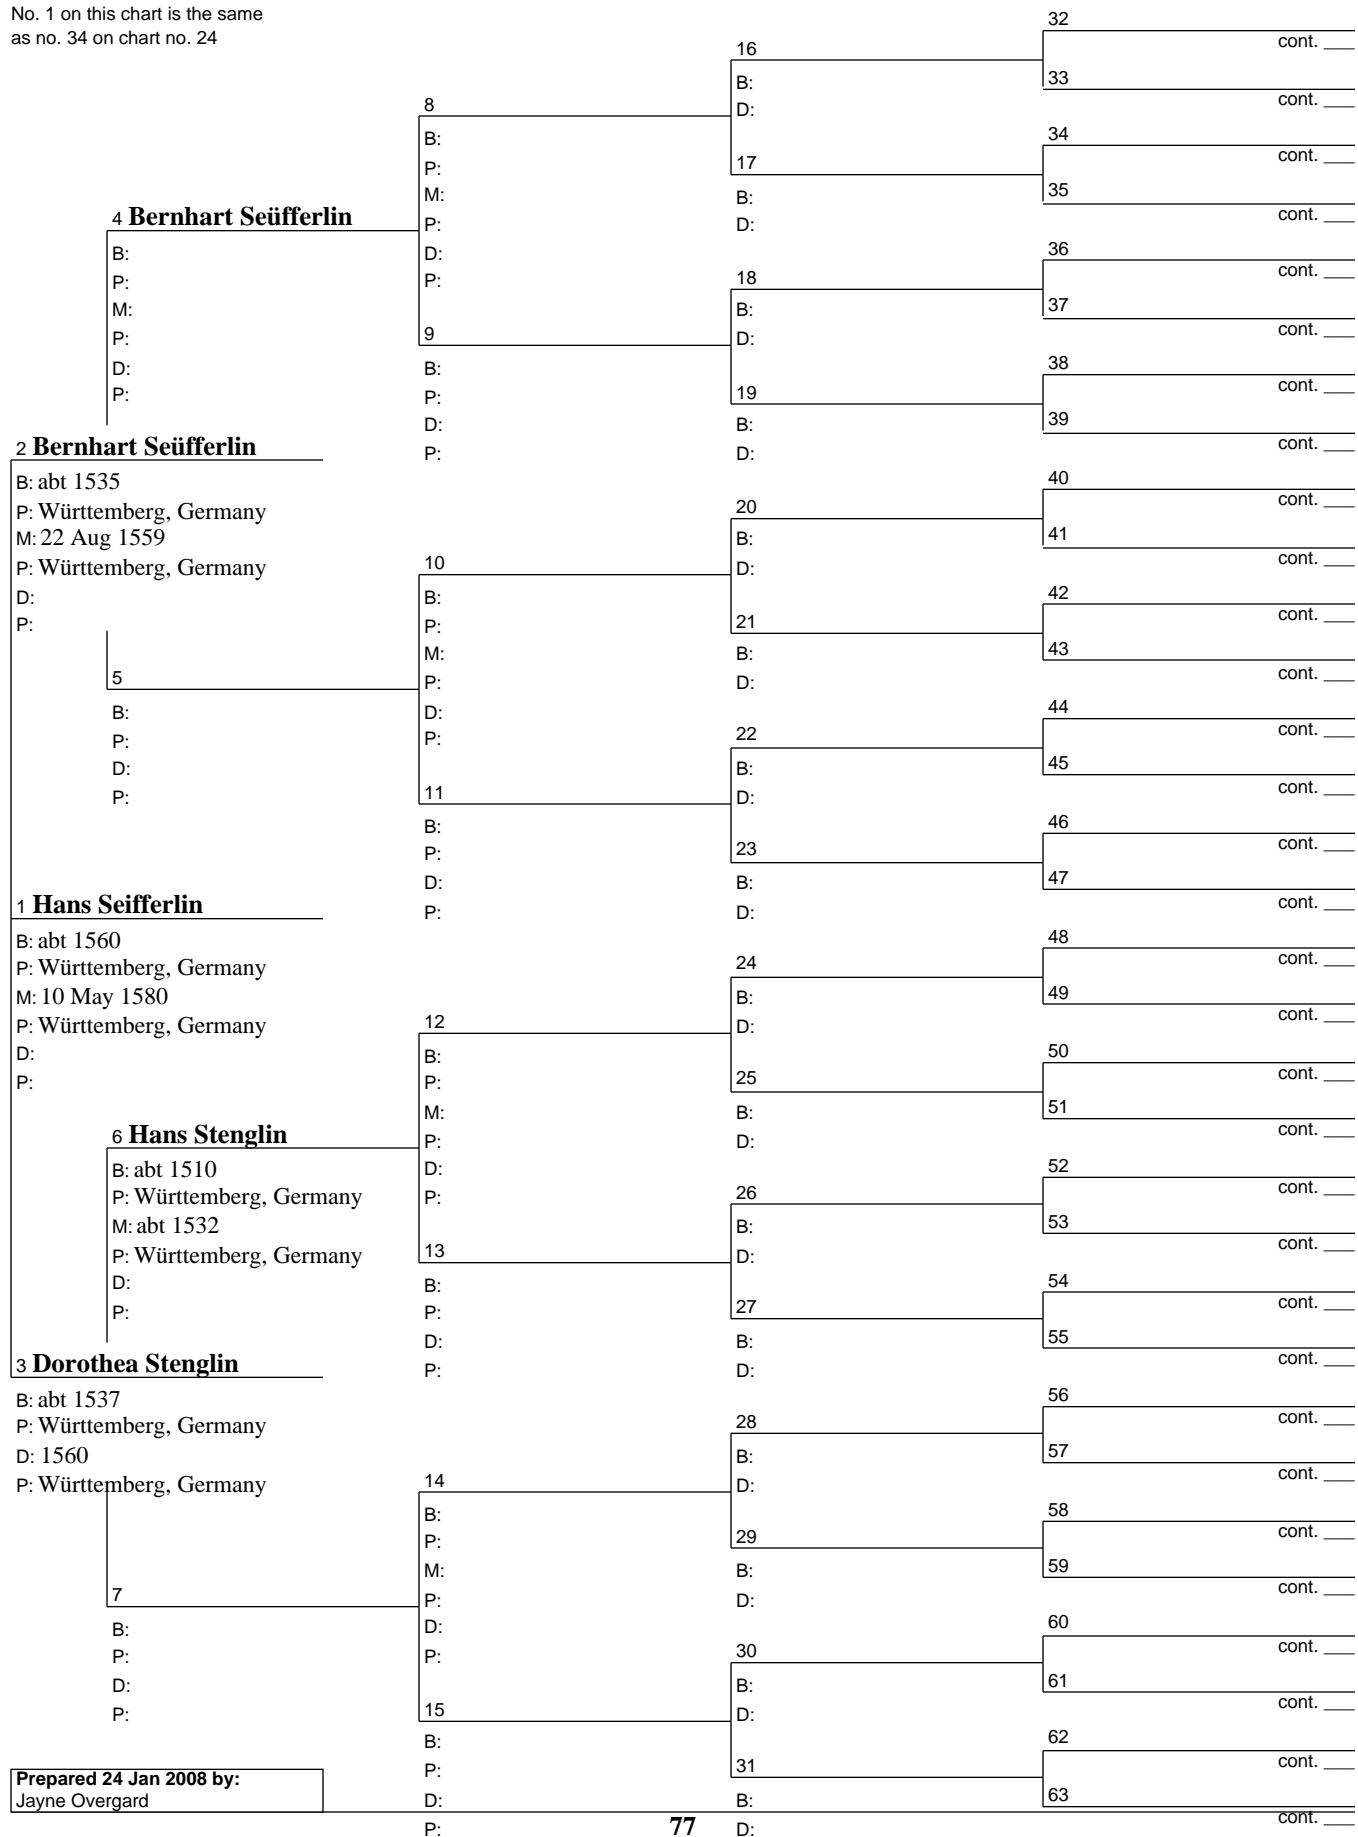 No. 1 on this chart is the same
as no. 34 on chart no. 24
4 Bernhart Seüfferlin
B:
P:
M:
P:
D:
P:
2 Bernhart Seüfferlin
B: abt 1535
P: Württemberg, Germany
M: 22 Aug 1559
P: Württemberg, Germany
D:
P:
5
B:
P:
D:
P:
1 Hans Seifferlin
B: abt 1560
P: Württemberg, Germany
M: 10 May 1580
P: Württemberg, Germany
D:
P:
6 Hans Stenglin
B: abt 1510
P: Württemberg, Germany
M: abt 1532
P: Württemberg, Germany
D:
P:
3 Dorothea Stenglin
B: abt 1537
P: Württemberg, Germany
D: 1560
P: Württemberg, Germany
7
B:
P:
D:
P:
8
B:
P:
M:
P:
D:
P:
9
B:
P:
D:
P:
10
B:
P:
M:
P:
D:
P:
11
B:
P:
D:
P:
12
B:
P:
M:
P:
D:
P:
13
B:
P:
D:
P:
14
B:
P:
M:
P:
D:
P:
15
B:
P:
D:
P:
16
B:
D:
17
B:
D:
18
B:
D:
19
B:
D:
20
B:
D:
21
B:
D:
22
B:
D:
23
B:
D:
24
B:
D:
25
B:
D:
26
B:
D:
27
B:
D:
28
B:
D:
29
B:
D:
30
B:
D:
31
B:
D:
32
cont. ___
33
cont. ___
34
cont. ___
35
cont. ___
36
cont. ___
37
cont. ___
38
cont. ___
39
cont. ___
40
cont. ___
41
cont. ___
42
cont. ___
43
cont. ___
44
cont. ___
45
cont. ___
46
cont. ___
47
cont. ___
48
cont. ___
49
cont. ___
50
cont. ___
51
cont. ___
52
cont. ___
53
cont. ___
54
cont. ___
55
cont. ___
56
cont. ___
57
cont. ___
58
cont. ___
59
cont. ___
60
cont. ___
61
cont. ___
62
cont. ___
63
cont. ___
Prepared 24 Jan 2008 by:
Jayne Overgard
77